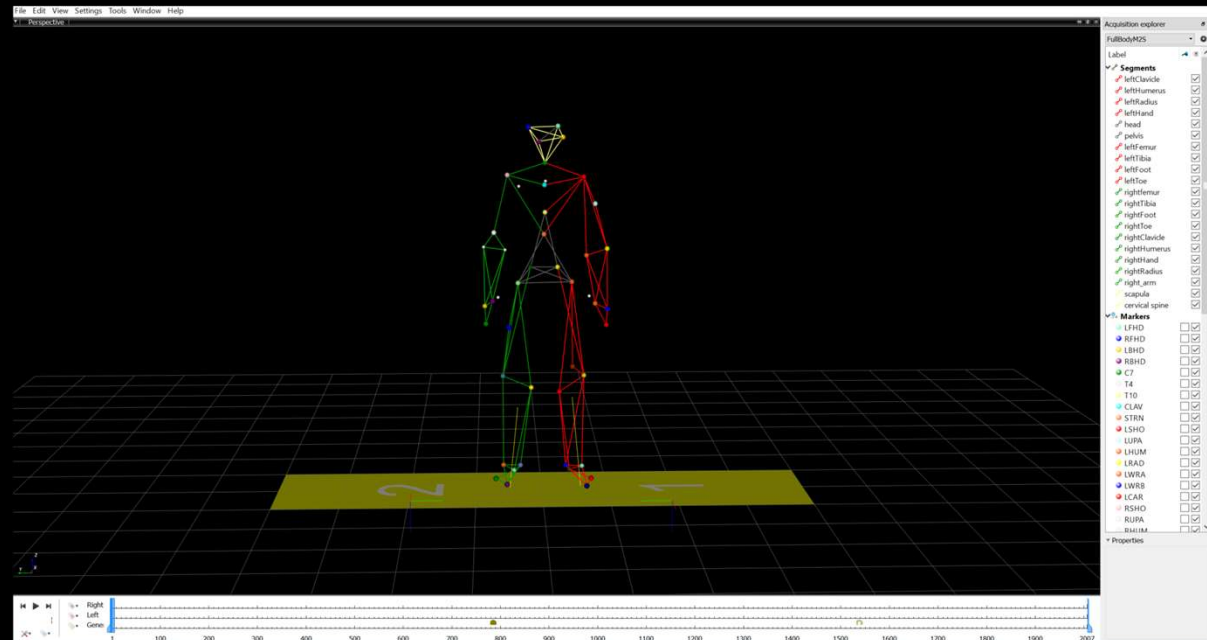 File Edit View Settings Tools Window Help
Perspective
Acquisition explorer
FullBodyM2S
Label
Segments
leftClavicle
leftHumerus
leftRadius
leftHand
head
pelvis
leftFemur
leftTibia
leftFoot
leftToe
rightfemur
rightTibia
rightFoot
rightToe
rightClavicle
rightHumerus
rightHand
rightRadius
right_arm
scapula
cervical spine
Markers
LFHD
RFHD
LBHD
RBHD
C7
T4
T10
CLAV
STRN
LSHO
LUPA
LHUM
LRAD
LWRA
LWRB
LCAR
RSHO
RUPA
RHUM
Properties
2 1
z
Right
Left
Gene
1 100 200 300 400 500 600 700 800 900 1000 1100 1200 1300 1400 1500 1600 1700 1800 1900